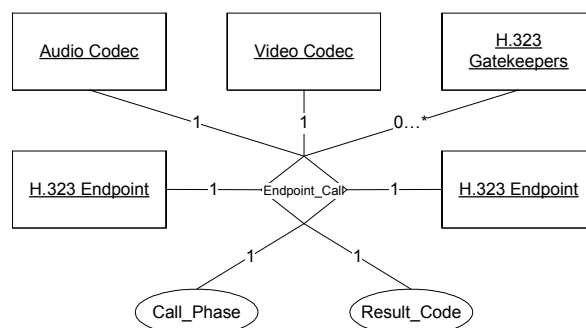 Audio Codec
Video Codec
H.323
Gatekeepers
1
1
0...*
H.323 Endpoint
1
Endpoint_Call
1
H.323 Endpoint
1
1
Call_Phase
Result_Code